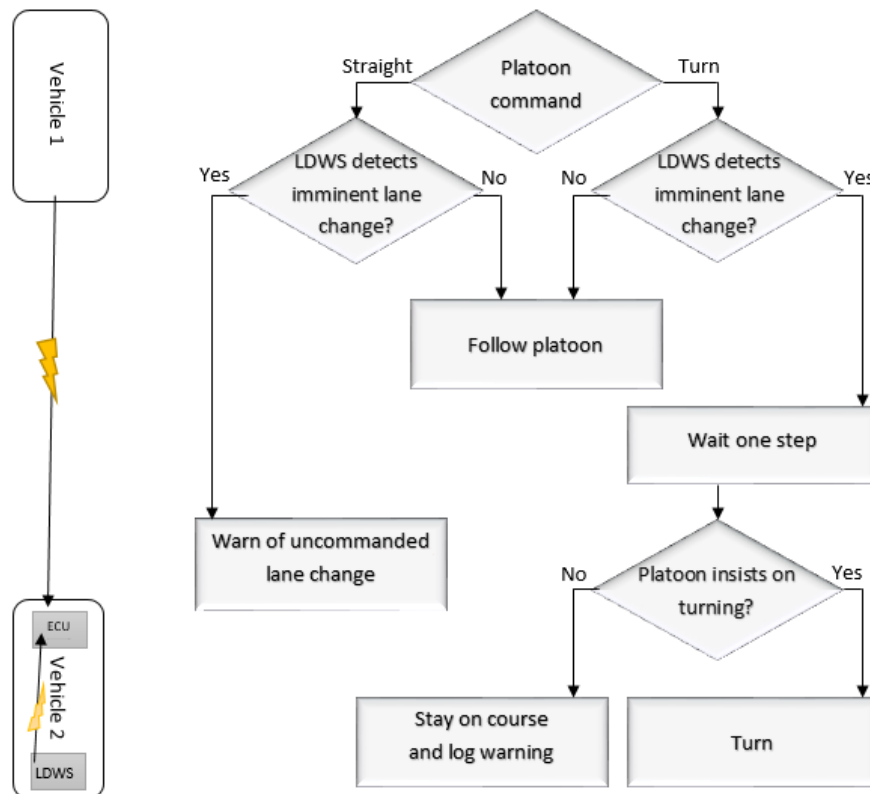 Vehicle 1
ECU
Vehicle 2
LDWS
Platoon
command
Straight
Turn
LDWS detects
imminent lane
change?
Yes
No
LDWS detects
imminent lane
change?
No
Yes
Follow platoon
Wait one step
Warn of uncommanded
lane change
Platoon insists on
turning?
No
Yes
Stay on course
and log warning
Turn